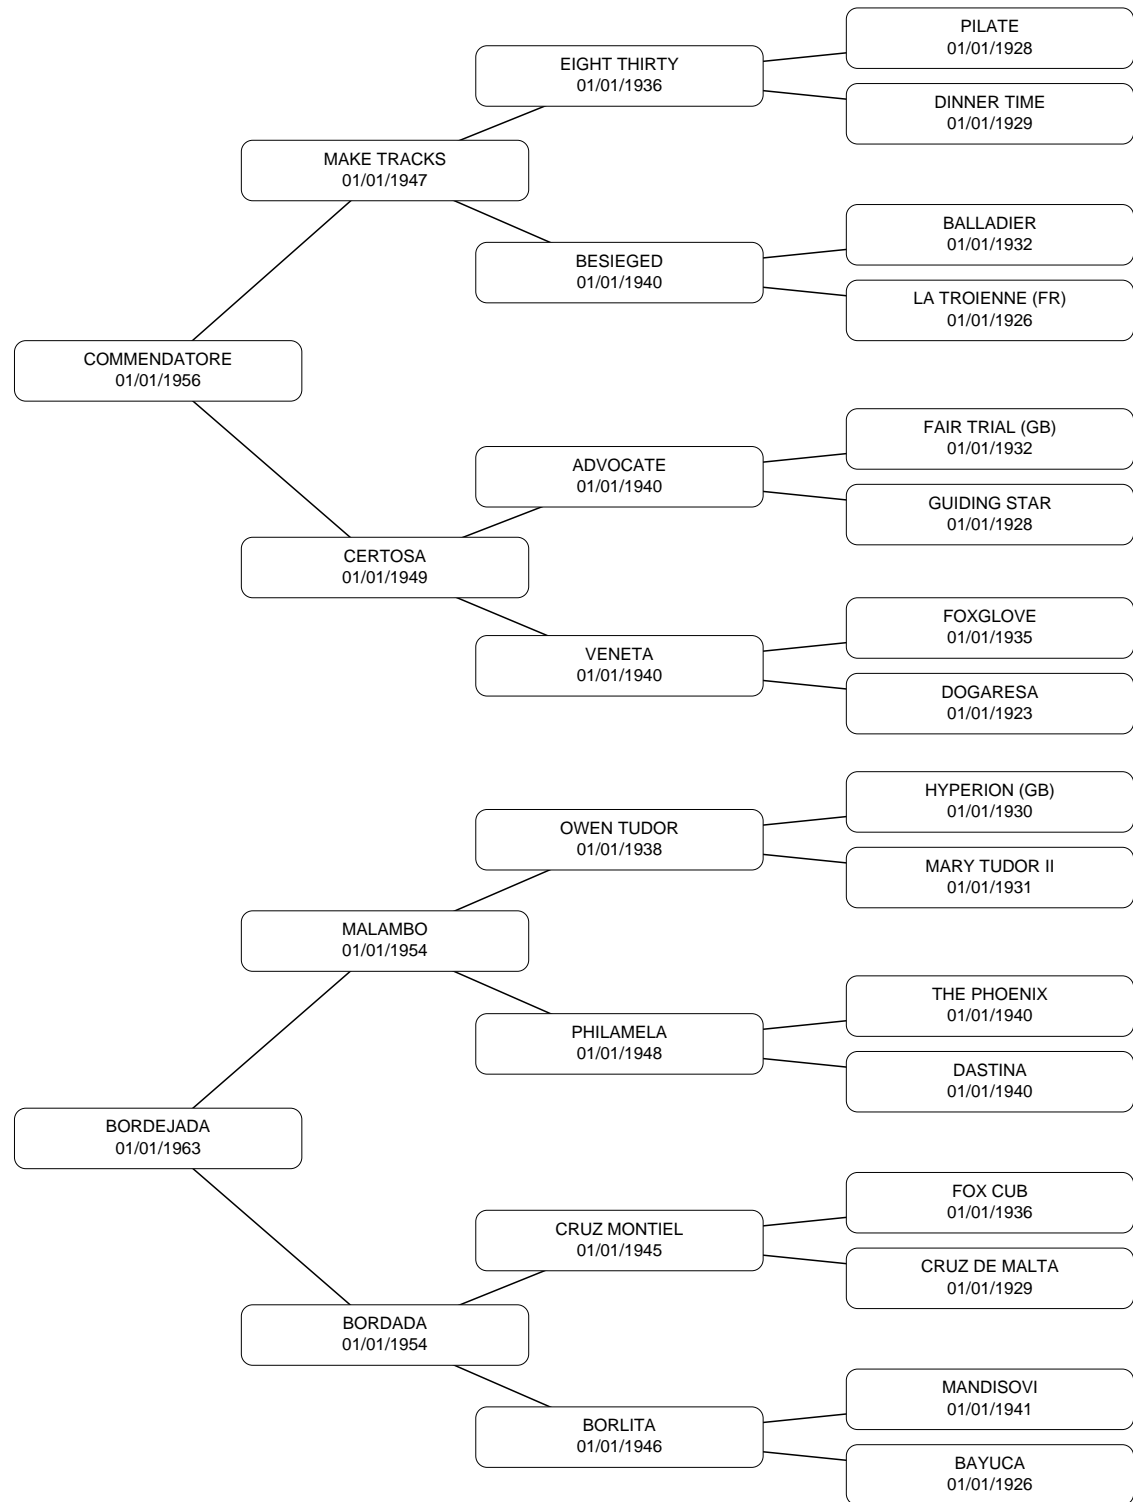 PILATE
01/01/1928
EIGHT THIRTY
01/01/1936
DINNER TIME
01/01/1929
MAKE TRACKS
01/01/1947
BALLADIER
01/01/1932
BESIEGED
01/01/1940
LA TROIENNE (FR)
01/01/1926
COMMENDATORE
01/01/1956
FAIR TRIAL (GB)
01/01/1932
ADVOCATE
01/01/1940
GUIDING STAR
01/01/1928
CERTOSA
01/01/1949
FOXGLOVE
01/01/1935
VENETA
01/01/1940
DOGARESA
01/01/1923
HYPERION (GB)
01/01/1930
OWEN TUDOR
01/01/1938
MARY TUDOR II
01/01/1931
MALAMBO
01/01/1954
THE PHOENIX
01/01/1940
PHILAMELA
01/01/1948
DASTINA
01/01/1940
BORDEJADA
01/01/1963
FOX CUB
01/01/1936
CRUZ MONTIEL
01/01/1945
CRUZ DE MALTA
01/01/1929
BORDADA
01/01/1954
MANDISOVI
01/01/1941
BORLITA
01/01/1946
BAYUCA
01/01/1926